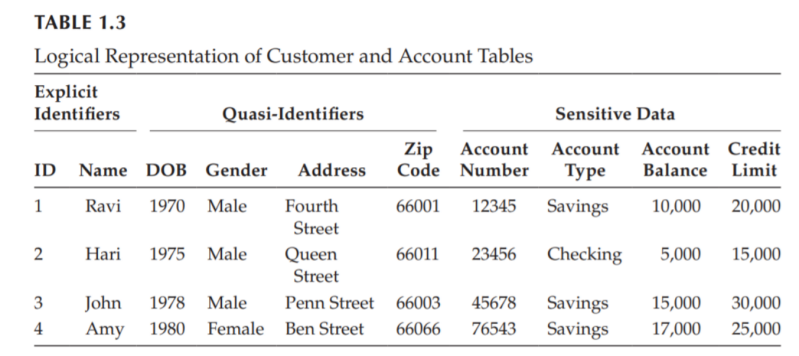 TABLE 1.3
Logical Representation of Customer and Account Tables
Explicit
Identifiers Quasi-Identifiers Sensitive Data
Zip Account Account Account Credit
ID Name DOB Gender Address Code Number Type Balance Limit
1 Ravi 1970 Male Fourth 66001 12345 Savings 10,000 20,000
Street
2 Hari 1975 Male Queen 66011 23456 Checking 5,000 15,000
Street
3 John 1978 Male Penn Street 66003 45678 Savings 15,000 30,000
4 Amy 1980 Female Ben Street 66066 76543 Savings 17,000 25,000